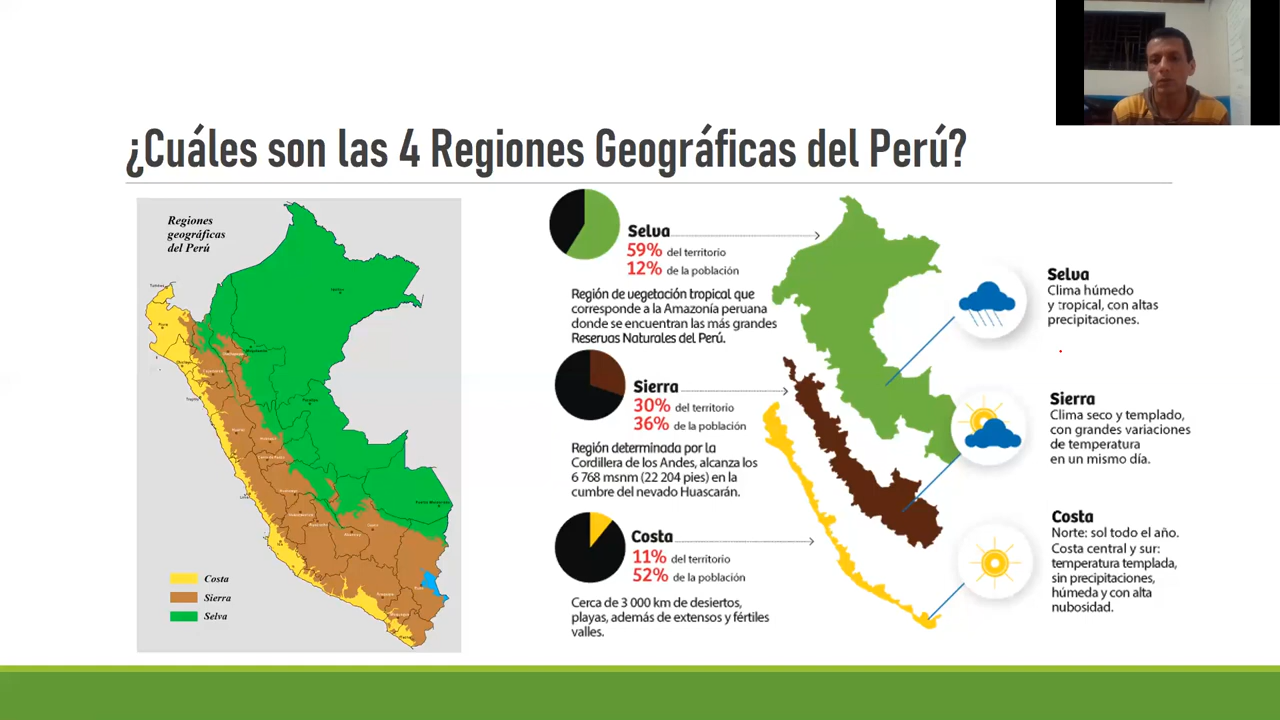 ¿Cuáles son las 4 Regiones Geográficas del Perú?
Regiones
geográficas
del Perú
Costa
Sierra
Selva
Selva
59% del territorio
12% de la población
Región de vegetación tropical que
corresponde a la Amazonía peruana
donde se encuentran las más grandes
Reservas Naturales del Perú.
Sierra
30% del territorio
36% de la población
Región determinada por la
Cordillera de los Andes, alcanza los
6 768 msnm (22 204 pies) en la
cumbre del nevado Huascarán.
Costa
11% del territorio
52% de la población
Cerca de 3 000 km de desiertos,
playas, además de extensos y fértiles
valles.
Selva
Clima húmedo
y tropical, con altas
precipitaciones.
Sierra
Clima seco y templado,
con grandes variaciones
de temperatura
en un mismo día.
Costa
Norte: sol todo el año.
Costa central y sur:
temperatura templada,
sin precipitaciones,
húmeda y con alta
nubosidad.